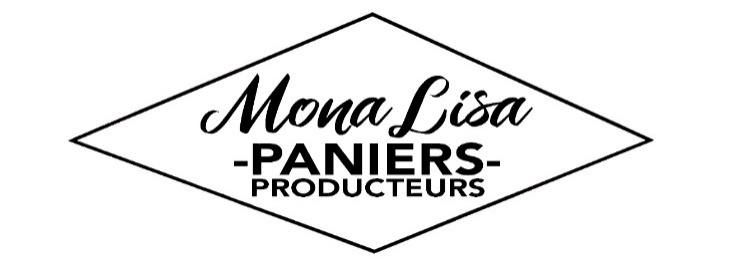 Mona Lisa
-PANIERS-
PRODUCTEURS